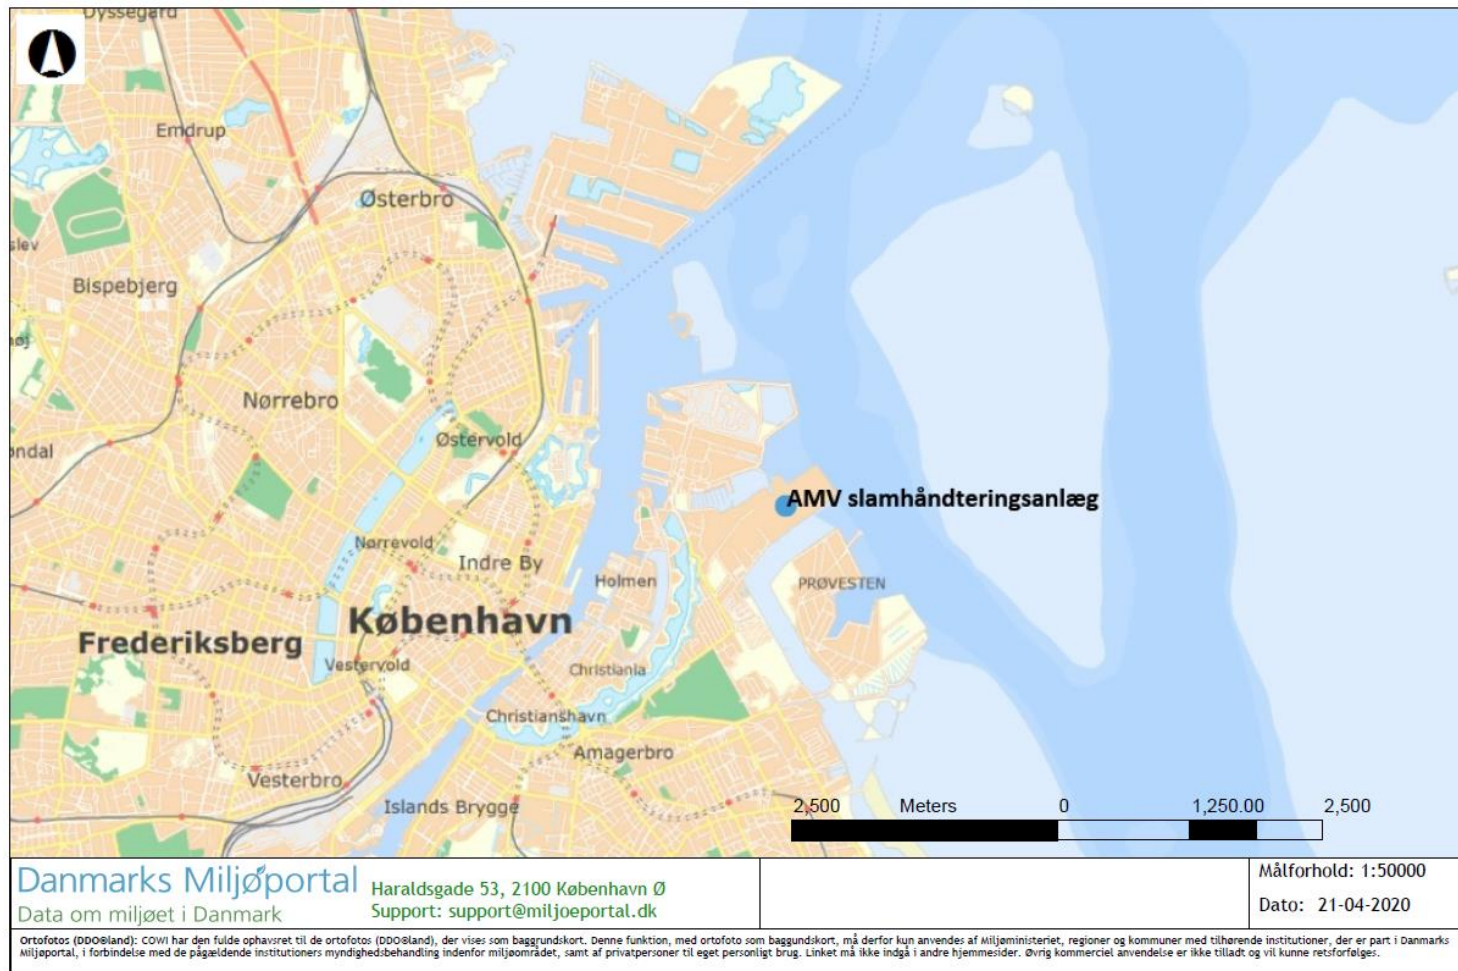 Dyssegård
Emdrup
Østerbro
slev
Bispebjerg
høj
Nørrebro
Østervold
øndal
AMV slamhåndteringsanlæg
Nørrevold
Indre By
Holmen
PRØVESTEN
København
Frederiksberg
Vestervold
Christiania
Christianshavn
Amagerbro
Vesterbro
Islands Brygge
2,500 Meters 0 1,250.00 2,500
Danmarks Miljøportal
Data om miljøet i Danmark
Haraldsgade 53, 2100 København Ø
Support: support@miljoeportal.dk
Målforhold: 1:50000
Dato: 21-04-2020
Ortofotos (DDO®land): COWI har den fulde ophavsret til de ortofotos (DDO®land), der vises som baggrundskort. Denne funktion, med ortofoto som baggundskort, må derfor kun anvendes af Miljøministeriet, regioner og kommuner med tilhørende institutioner, der er part i Danmarks
Miljøportal, i forbindelse med de pågældende institutioners myndighedsbehandling indenfor miljøområdet, samt af privatpersoner til eget personligt brug. Linket må ikke indgå i andre hjemmesider. Øvrig kommerciel anvendelse er ikke tilladt og vil kunne retsforfølges.